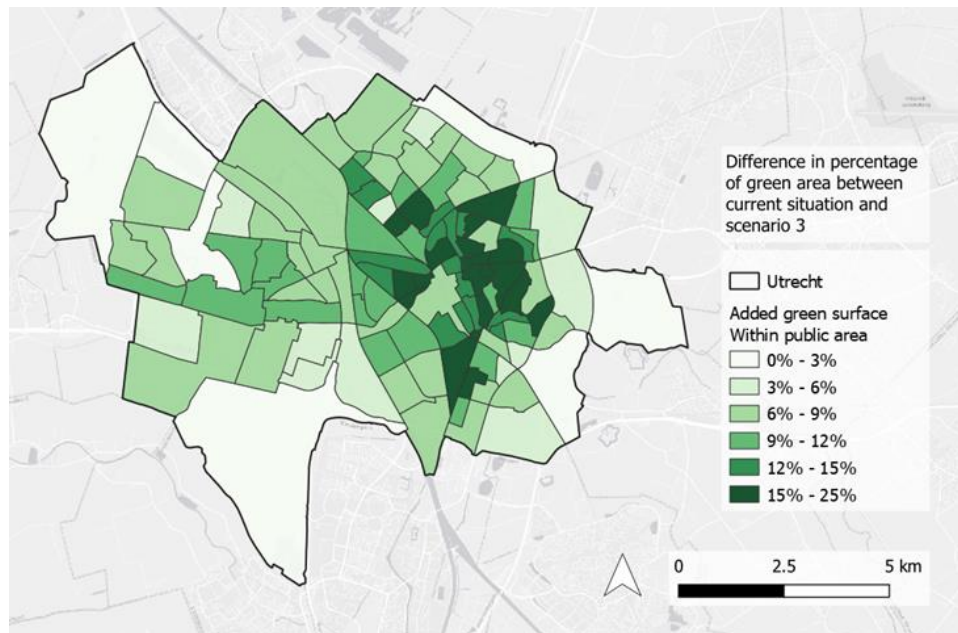 Difference in percentage
of green area between
current situation and
scenario 3
Utrecht
Added green surface
Within public area
0% - 3%
3% - 6%
6% - 9%
9% - 12%
12% - 15%
15% - 25%
0 2.5 5 km